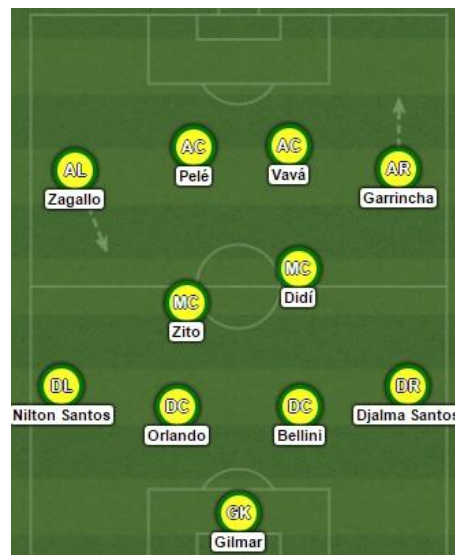 AC
Pelé
AC
Vavá
AL
Zagallo
AR
Garrincha
MC
Didí
MC
Zito
DL
Nilton Santos
DC
Orlando
DC
Bellini
DR
Djalma Santos
GK
Gilmar